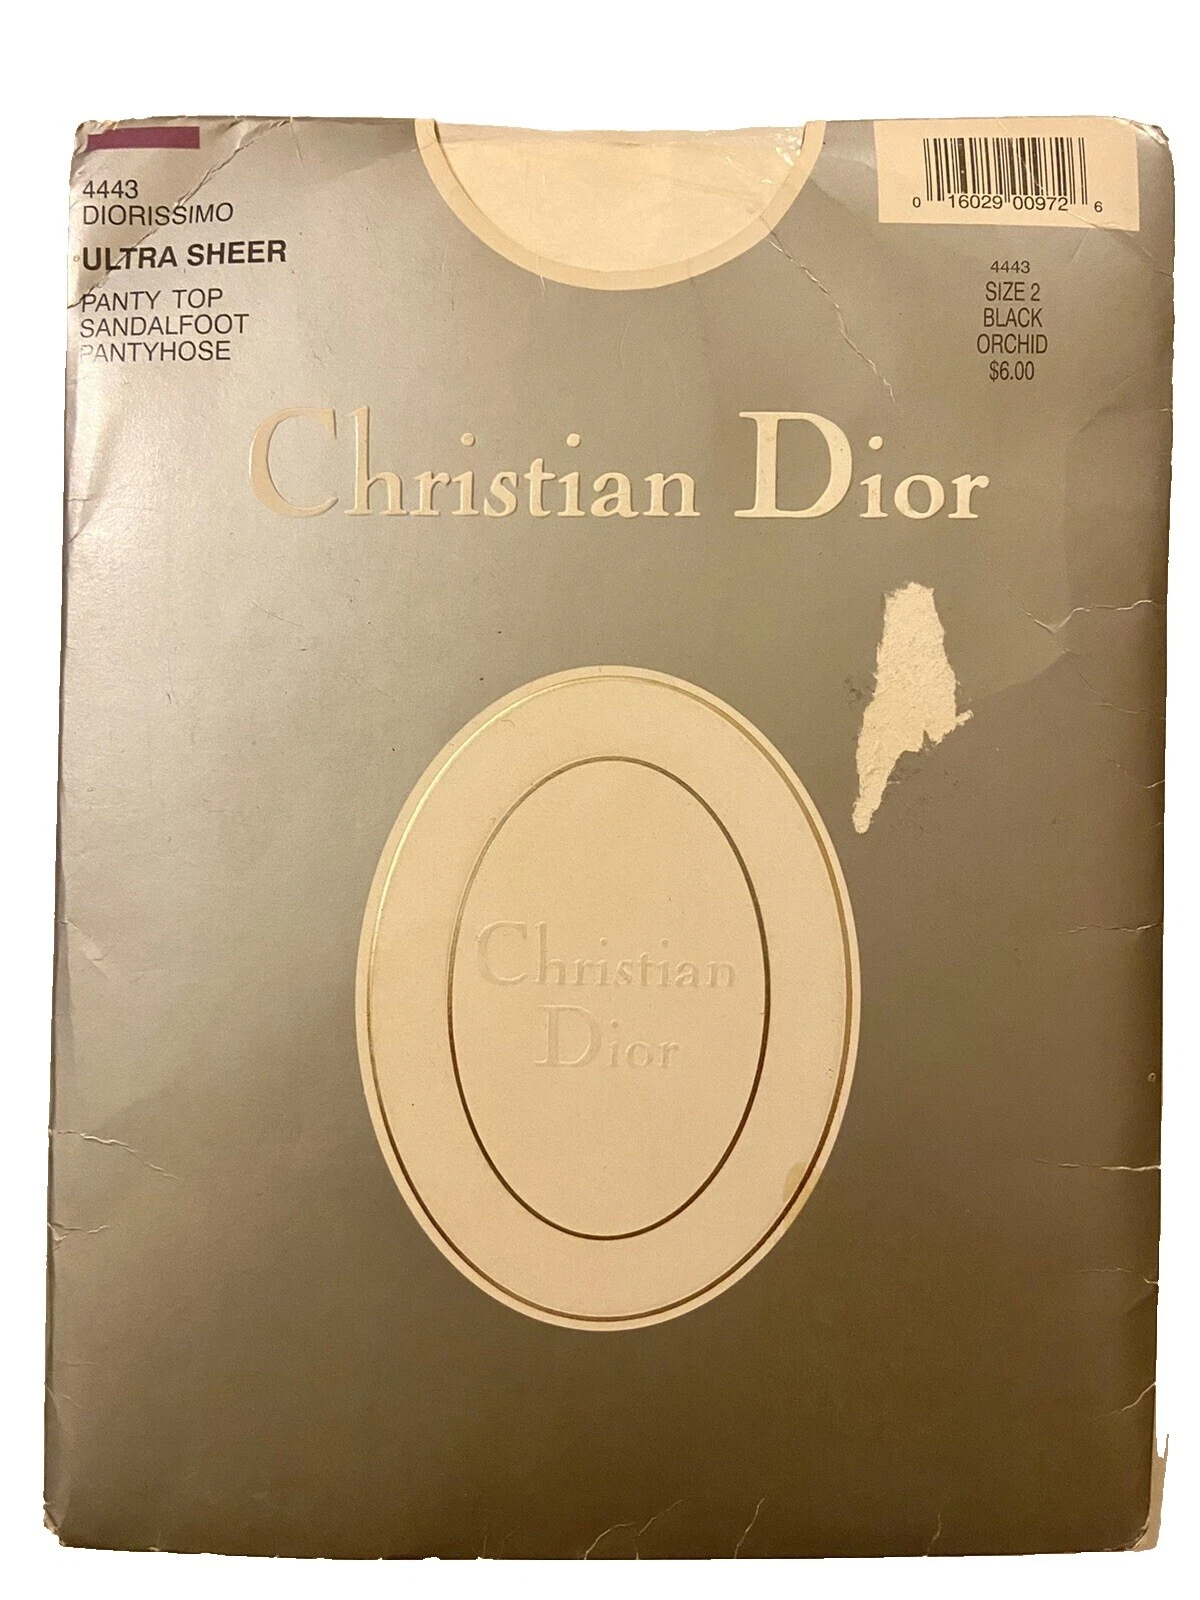 4443
DIORISSIMO
ULTRA SHEER
PANTY TOP
SANDALFOOT
PANTYHOSE
0 16029 00972 6
4443
SIZE 2
BLACK
ORCHID
$6.00
Christian Dior
Christian
Dior